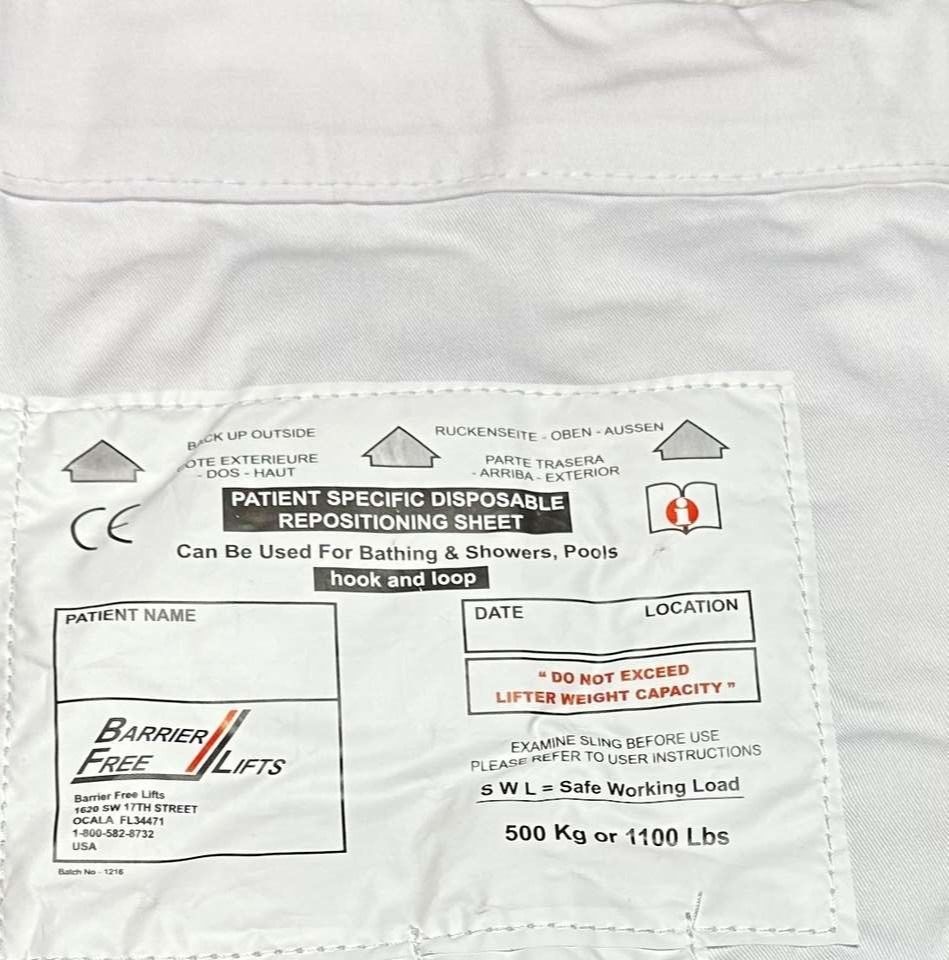 BACK UP OUTSIDE
RUCKENSEITE - OBEN - AUSSEN
OTE EXTERIEURE
- DOS - HAUT
PARTE TRASERA
- ARRIBA - EXTERIOR
CE
i
PATIENT SPECIFIC DISPOSABLE
REPOSITIONING SHEET
Can Be Used For Bathing & Showers, Pools
hook and loop
PATIENT NAME
DATE LOCATION
" DO NOT EXCEED
LIFTER WEIGHT CAPACITY "
BARRIER
FREE LIFTS
Barrier Free Lifts
1620 SW 17TH STREET
OCALA FL34471
1-800-582-8732
USA
Batch No - 1216
EXAMINE SLING BEFORE USE
PLEASE REFER TO USER INSTRUCTIONS
S W L = Safe Working Load
500 Kg or 1100 Lbs